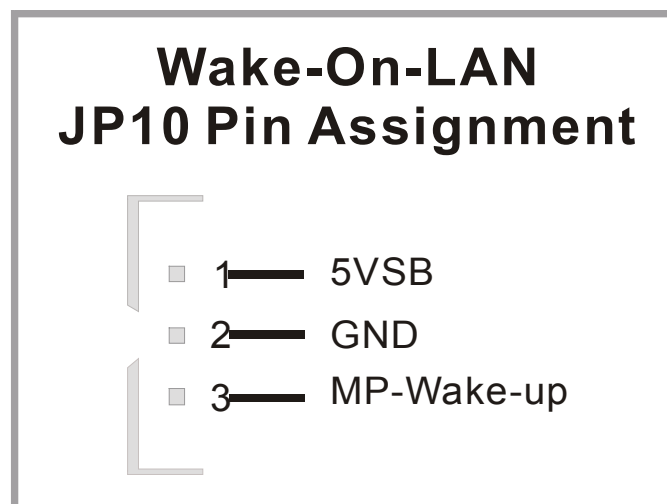 Wake-On-LAN
JP10 Pin Assignment
1 5VSB
2 GND
3 MP-Wake-up